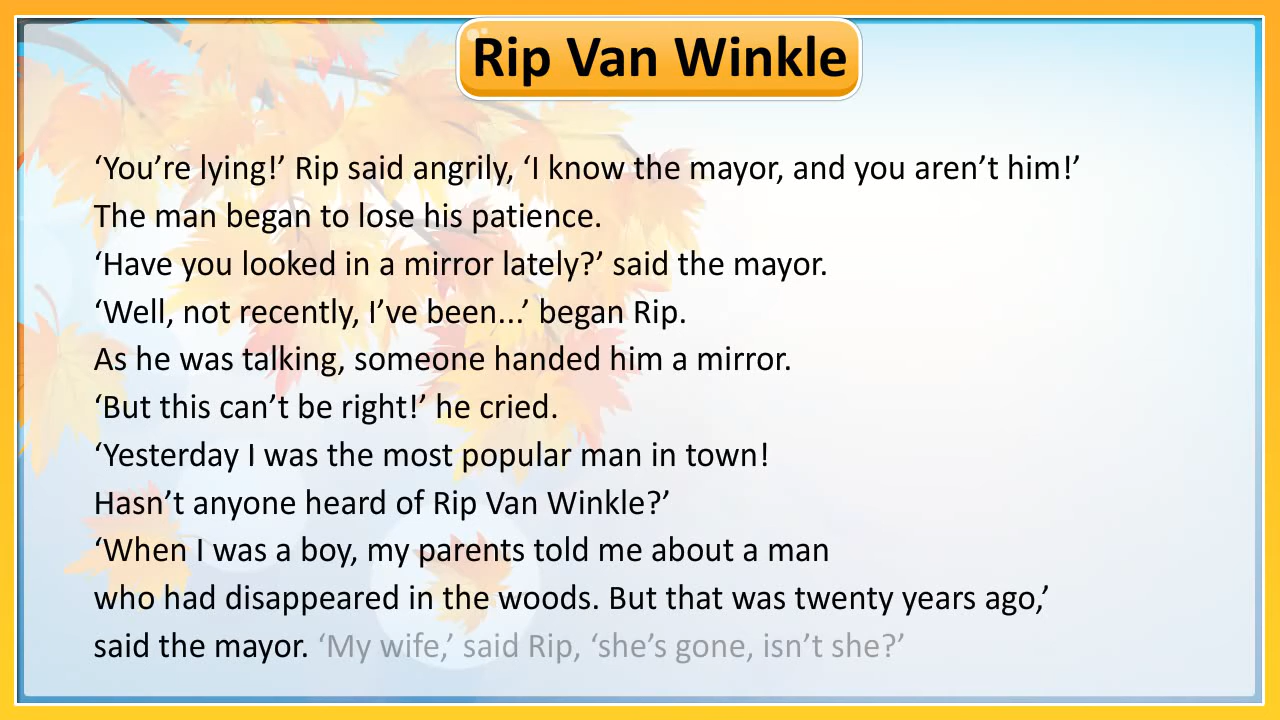 Rip Van Winkle
‘You’re lying!’ Rip said angrily, ‘I know the mayor, and you aren’t him!’
The man began to lose his patience.
‘Have you looked in a mirror lately?’ said the mayor.
‘Well, not recently, I’ve been...’ began Rip.
As he was talking, someone handed him a mirror.
‘But this can’t be right!’ he cried.
‘Yesterday I was the most popular man in town!
Hasn’t anyone heard of Rip Van Winkle?’
‘When I was a boy, my parents told me about a man
who had disappeared in the woods. But that was twenty years ago,’
said the mayor. ‘My wife,’ said Rip, ‘she’s gone, isn’t she?’